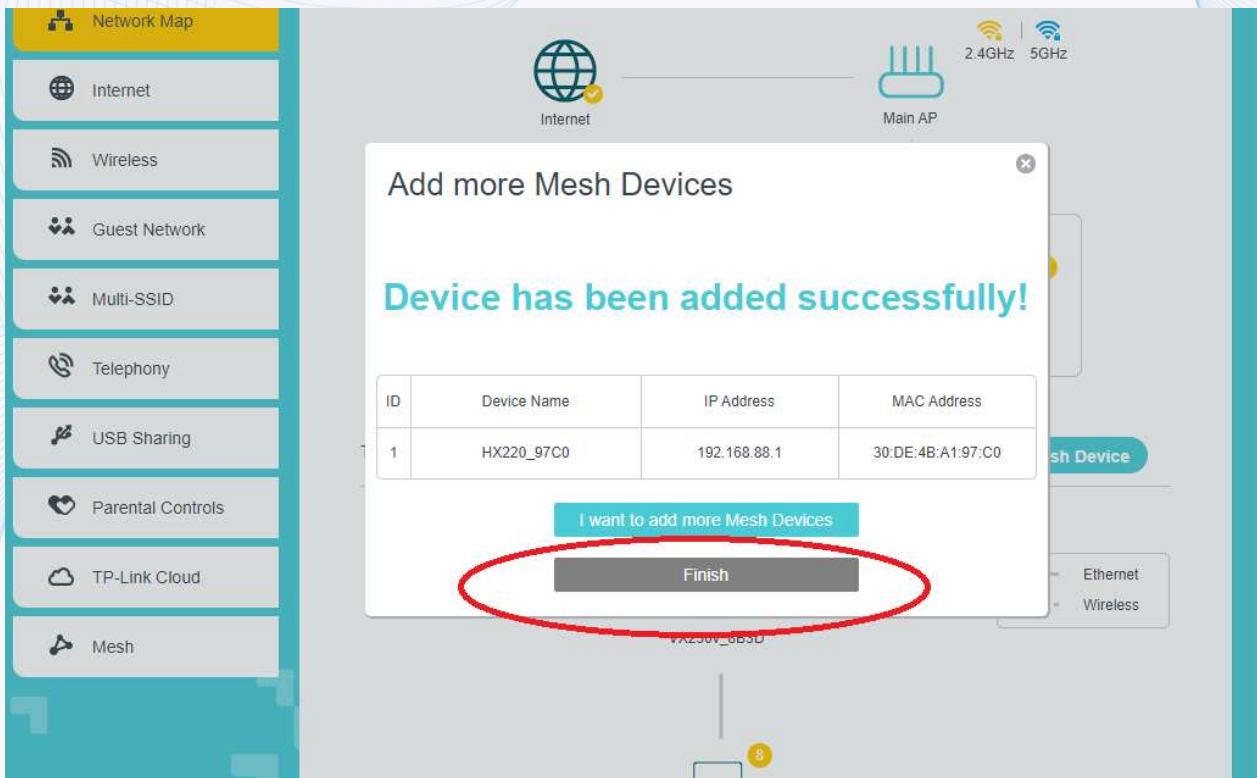 Network Map
Internet
Wireless
Guest Network
Multi-SSID
Telephony
USB Sharing
Parental Controls
TP-Link Cloud
Mesh
2.4GHz | 5GHz
Internet
Main AP
Add more Mesh Devices
Device has been added successfully!
ID Device Name IP Address MAC Address
1 HX220_97C0 192.168.88.1 30:DE:4B:A1:97:C0
sh Device
I want to add more Mesh Devices
Finish
Ethernet
Wireless
8